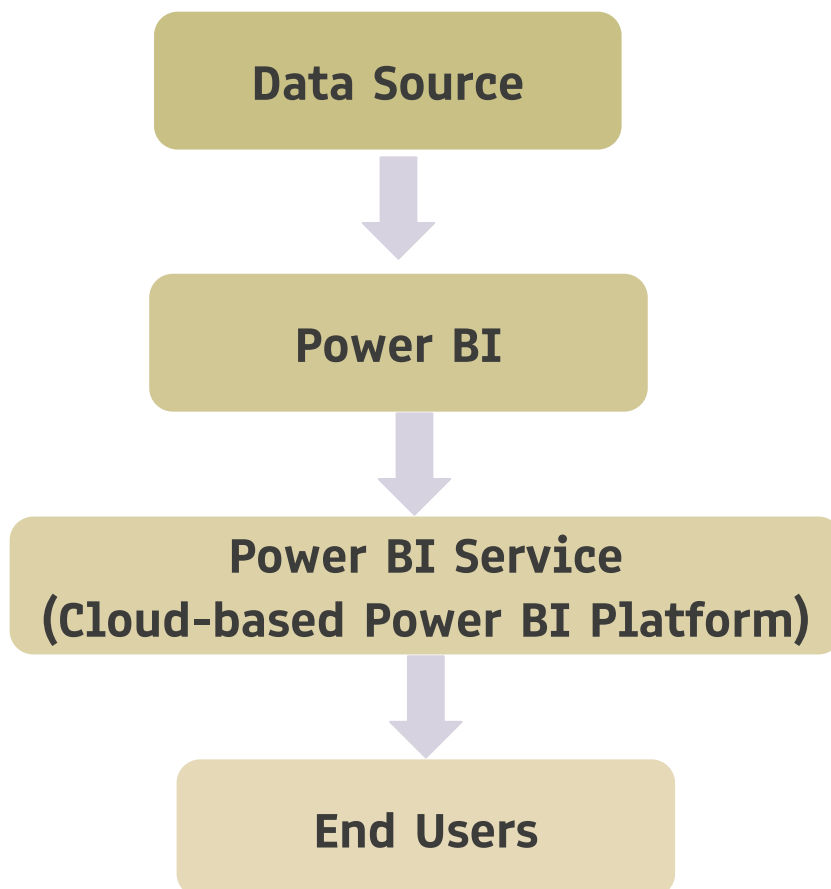 Data Source
Power BI
Power BI Service
(Cloud-based Power BI Platform)
End Users